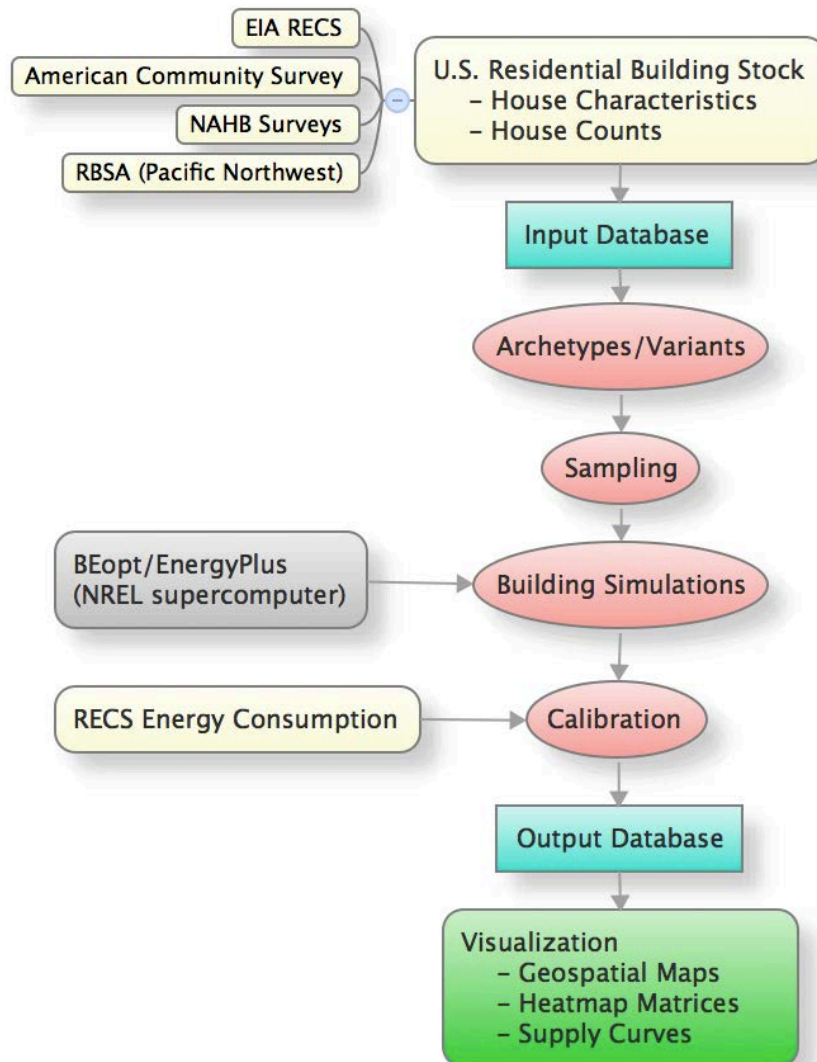 EIA RECS
American Community Survey
NAHB Surveys
RBSA (Pacific Northwest)
U.S. Residential Building Stock
– House Characteristics
– House Counts
Input Database
Archetypes/Variants
Sampling
BEopt/EnergyPlus
(NREL supercomputer)
Building Simulations
RECS Energy Consumption
Calibration
Output Database
Visualization
– Geospatial Maps
– Heatmap Matrices
– Supply Curves